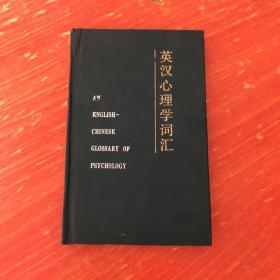 英汉心理学词汇
AN
ENGLISH-
CHINESE
GLOSSARY OF
PSYCHOLOGY